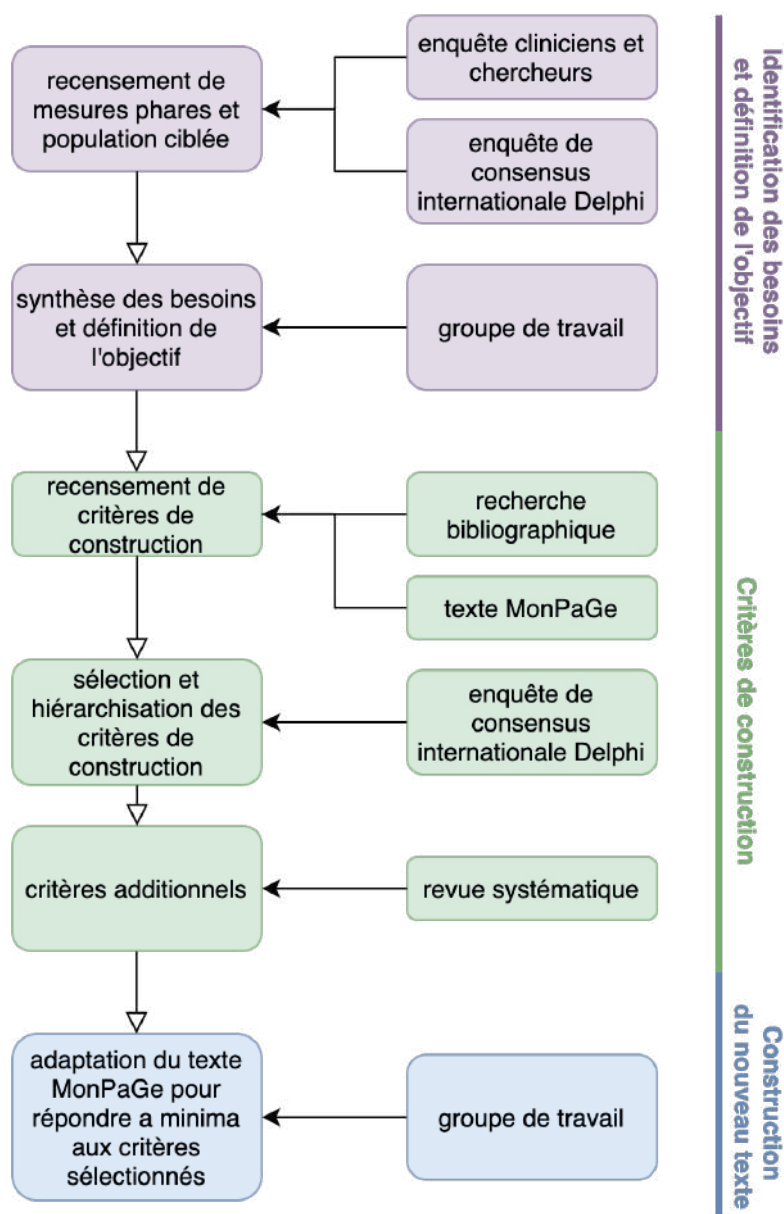 recensement de
mesures phares et
population ciblée
enquête cliniciens et
chercheurs
enquête de
consensus
internationale Delphi
synthèse des besoins
et définition de
l'objectif
groupe de travail
Identification des besoins
et définition de l'objectif
recensement de
critères de
construction
recherche
bibliographique
texte MonPaGe
sélection et
hiérarchisation des
critères de
construction
enquête de
consensus
internationale Delphi
critères additionnels
revue systématique
Critères de construction
adaptation du texte
MonPaGe pour
répondre a minima
aux critères
sélectionnés
groupe de travail
Construction
du nouveau texte